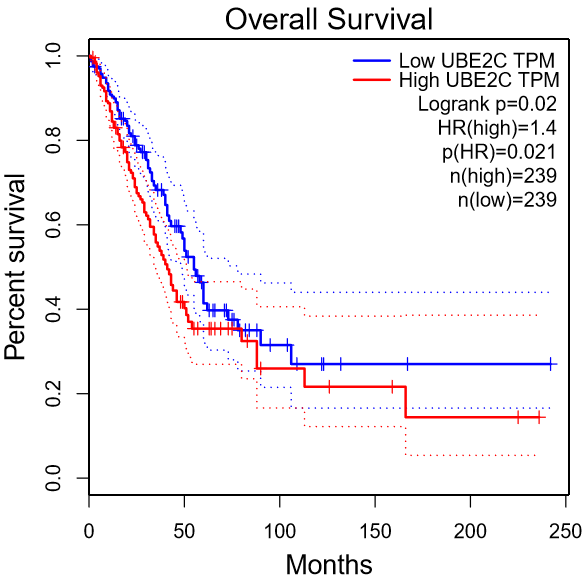 Overall Survival
Low UBE2C TPM
High UBE2C TPM
Logrank p=0.02
HR(high)=1.4
p(HR)=0.021
n(high)=239
n(low)=239
Percent survival
1.0
0.8
0.6
0.4
0.2
0.0
0 50 100 150 200 250
Months